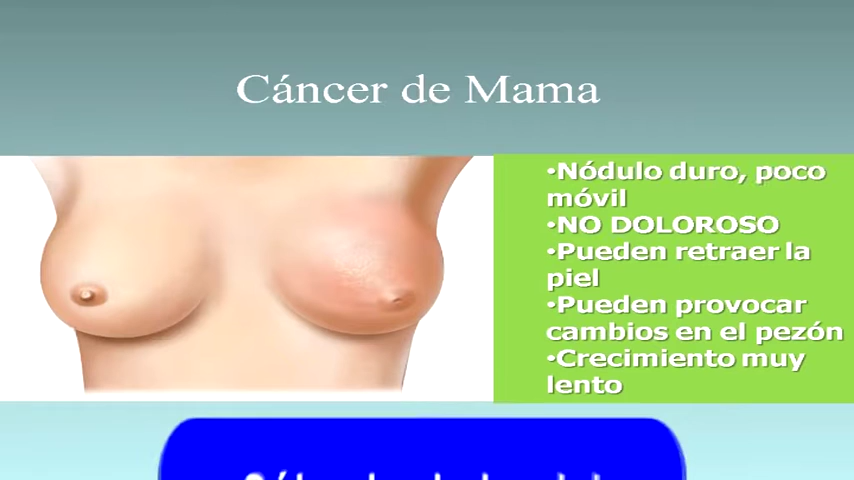 Cáncer de Mama
•Nódulo duro, poco
móvil
•NO DOLOROSO
•Pueden retraer la
piel
•Pueden provocar
cambios en el pezón
•Crecimiento muy
lento